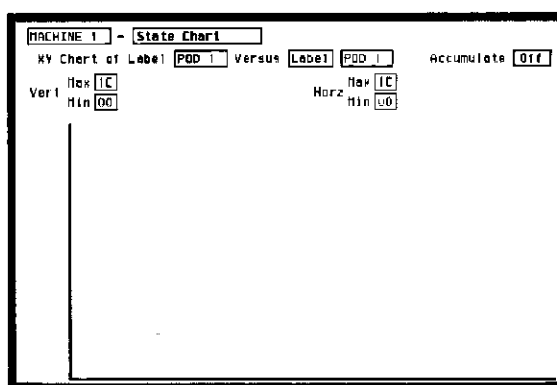 MACHINE 1 - State Chart
XY Chart of Label POD 1 Versus Label POD 1 Accumulate Off
Vert Max 1C Horz Max 1C
Min 00 Min 00